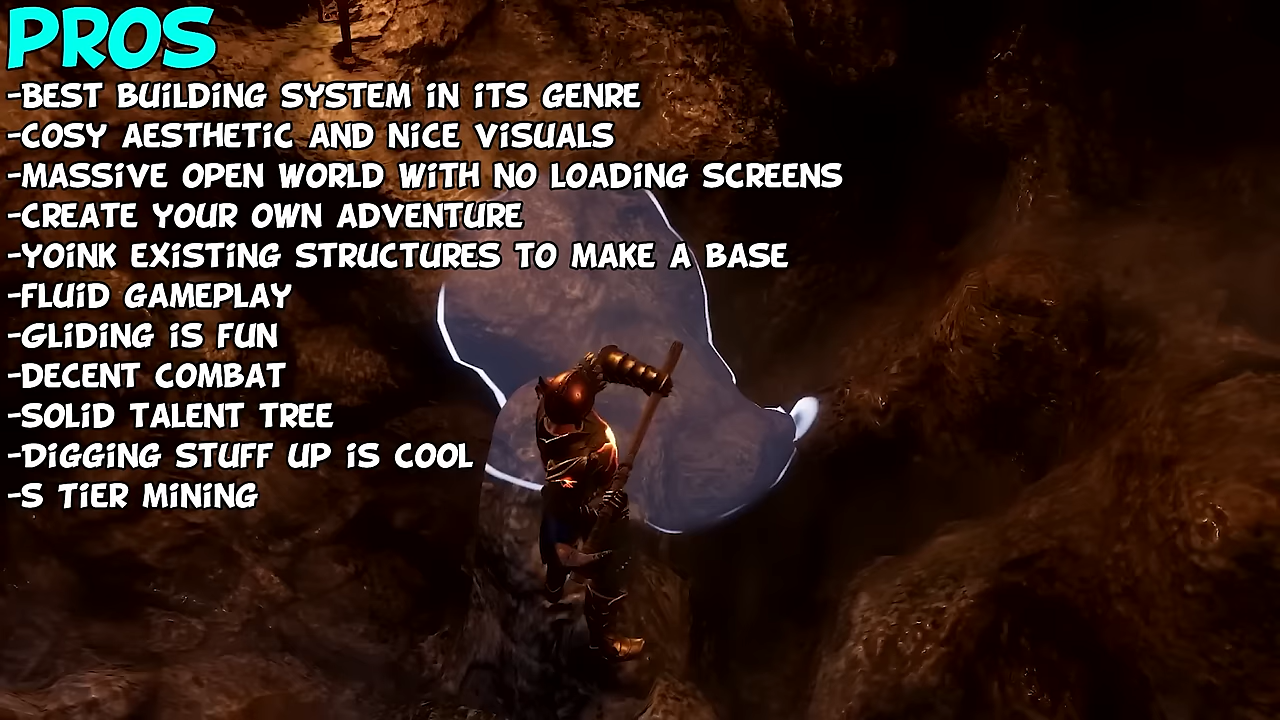 PROS
-BEST BUILDING SYSTEM IN ITS GENRE
-COSY AESTHETIC AND NICE VISUALS
-MASSIVE OPEN WORLD WITH NO LOADING SCREENS
-CREATE YOUR OWN ADVENTURE
-YOINK EXISTING STRUCTURES TO MAKE A BASE
-FLUID GAMEPLAY
-GLIDING IS FUN
-DECENT COMBAT
-SOLID TALENT TREE
-DIGGING STUFF UP IS COOL
-S TIER MINING